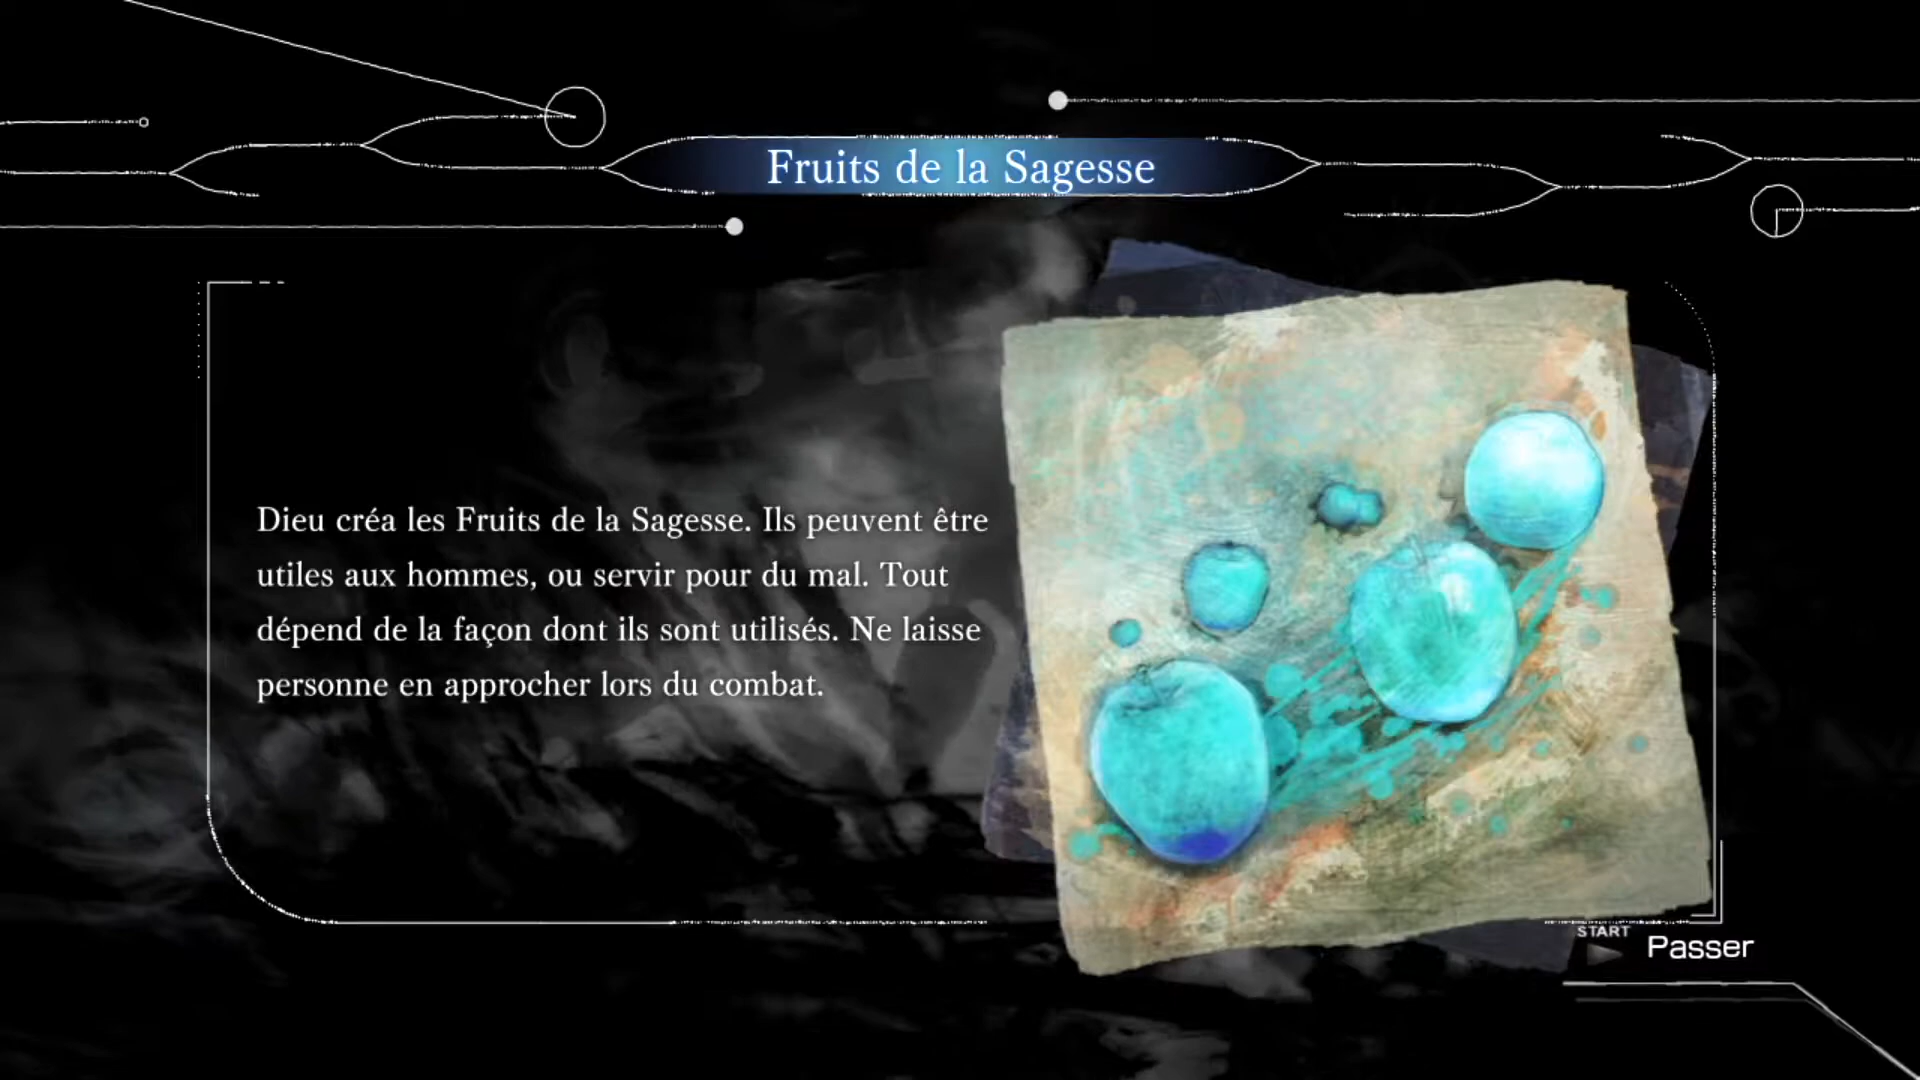 Fruits de la Sagesse
Dieu créa les Fruits de la Sagesse. Ils peuvent être
utiles aux hommes, ou servir pour du mal. Tout
dépend de la façon dont ils sont utilisés. Ne laisse
personne en approcher lors du combat.
START
Passer